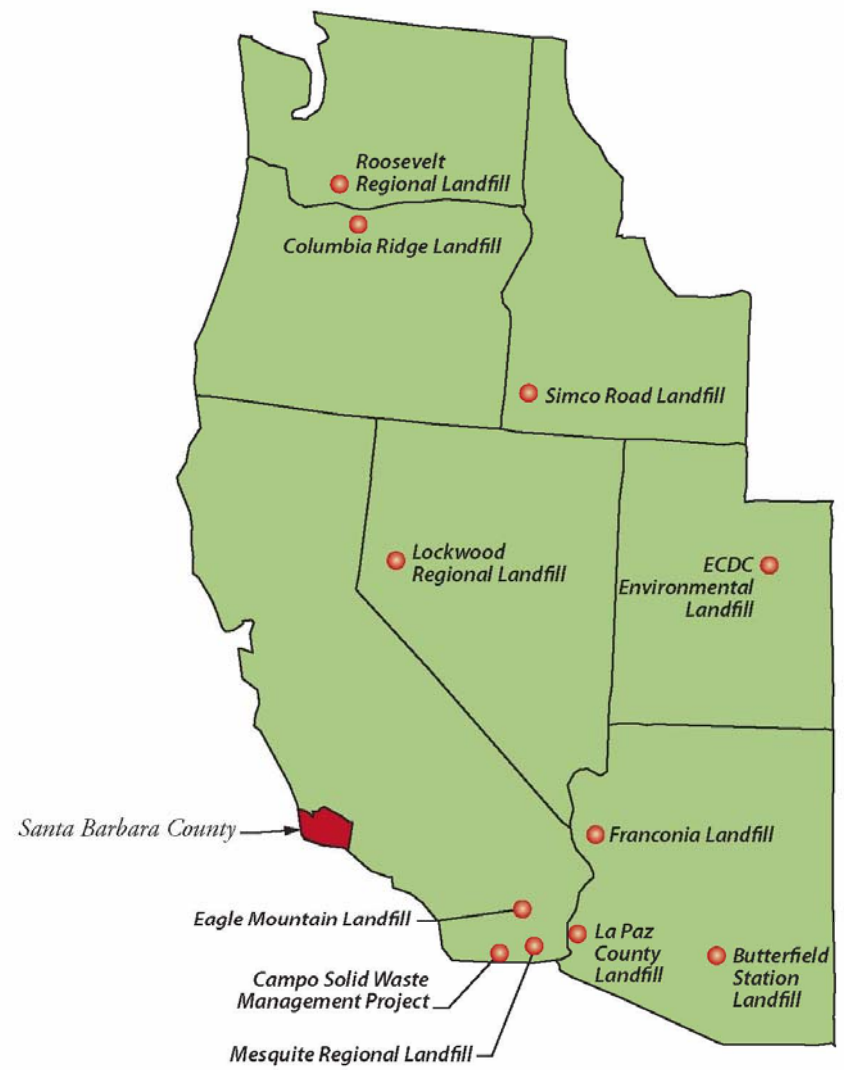 Roosevelt
Regional Landfill
Columbia Ridge Landfill
Simco Road Landfill
Lockwood
Regional Landfill
ECDC
Environmental
Landfill
Santa Barbara County
Franconia Landfill
Eagle Mountain Landfill
La Paz
County
Landfill
Butterfield
Station
Landfill
Campo Solid Waste
Management Project
Mesquite Regional Landfill